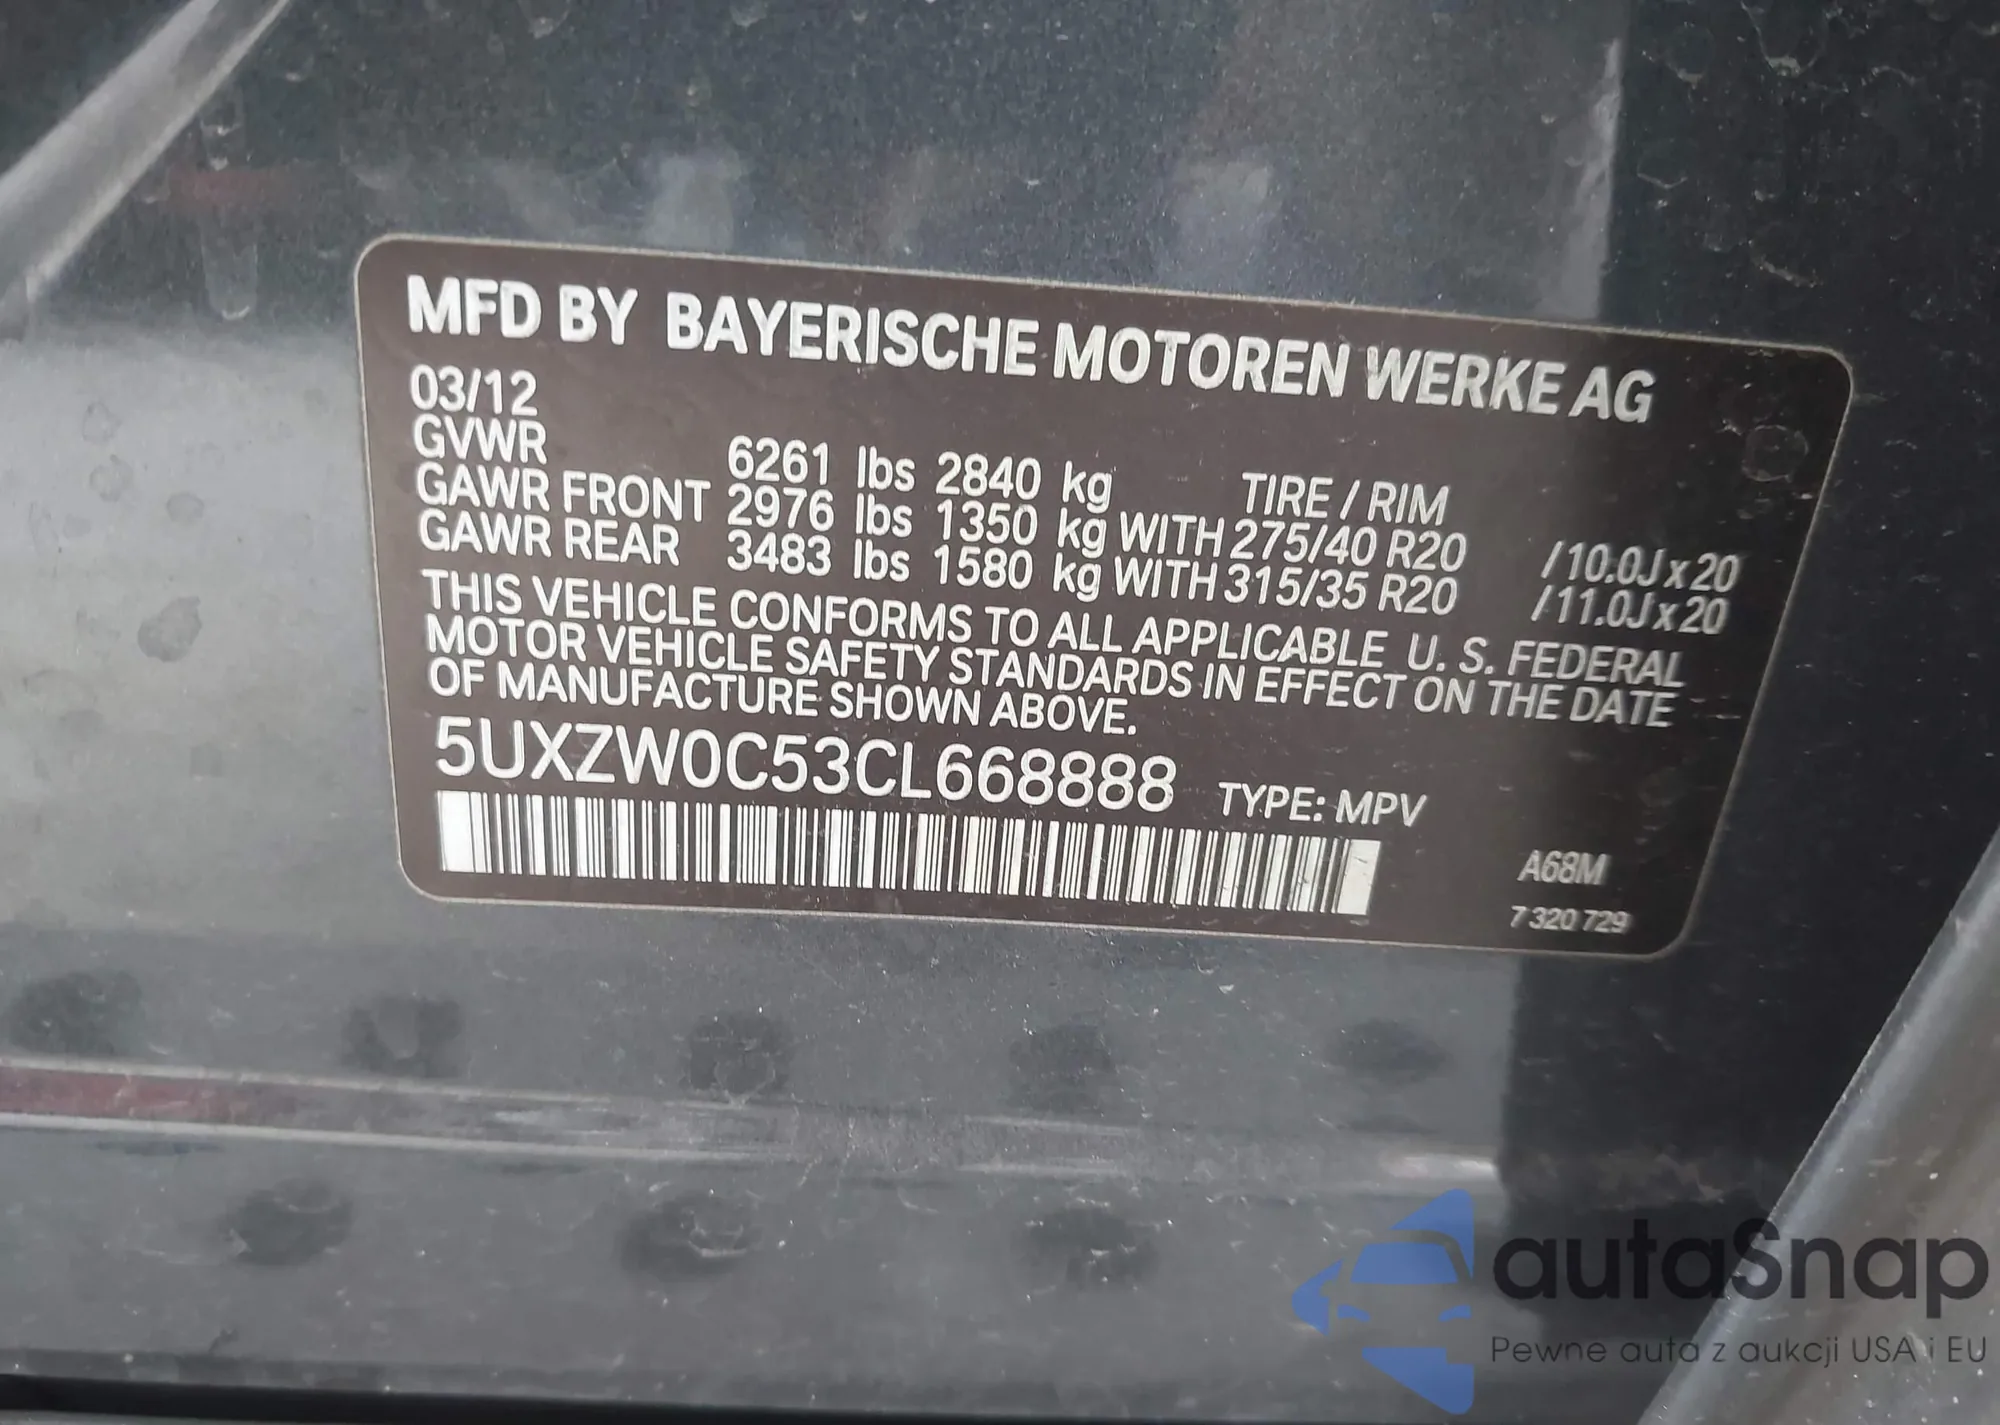 MFD BY BAYERISCHE MOTOREN WERKE AG
03/12
GVWR 6261 lbs 2840 kg TIRE / RIM
GAWR FRONT 2976 lbs 1350 kg WITH 275/40 R20 /10.0J x 20
GAWR REAR 3483 lbs 1580 kg WITH 315/35 R20 /11.0J x 20
THIS VEHICLE CONFORMS TO ALL APPLICABLE U. S. FEDERAL
MOTOR VEHICLE SAFETY STANDARDS IN EFFECT ON THE DATE
OF MANUFACTURE SHOWN ABOVE.
5UXZW0C53CL668888 TYPE: MPV
A68M
7 320 729
autaSnap
Pewne auta z aukcji USA i EU